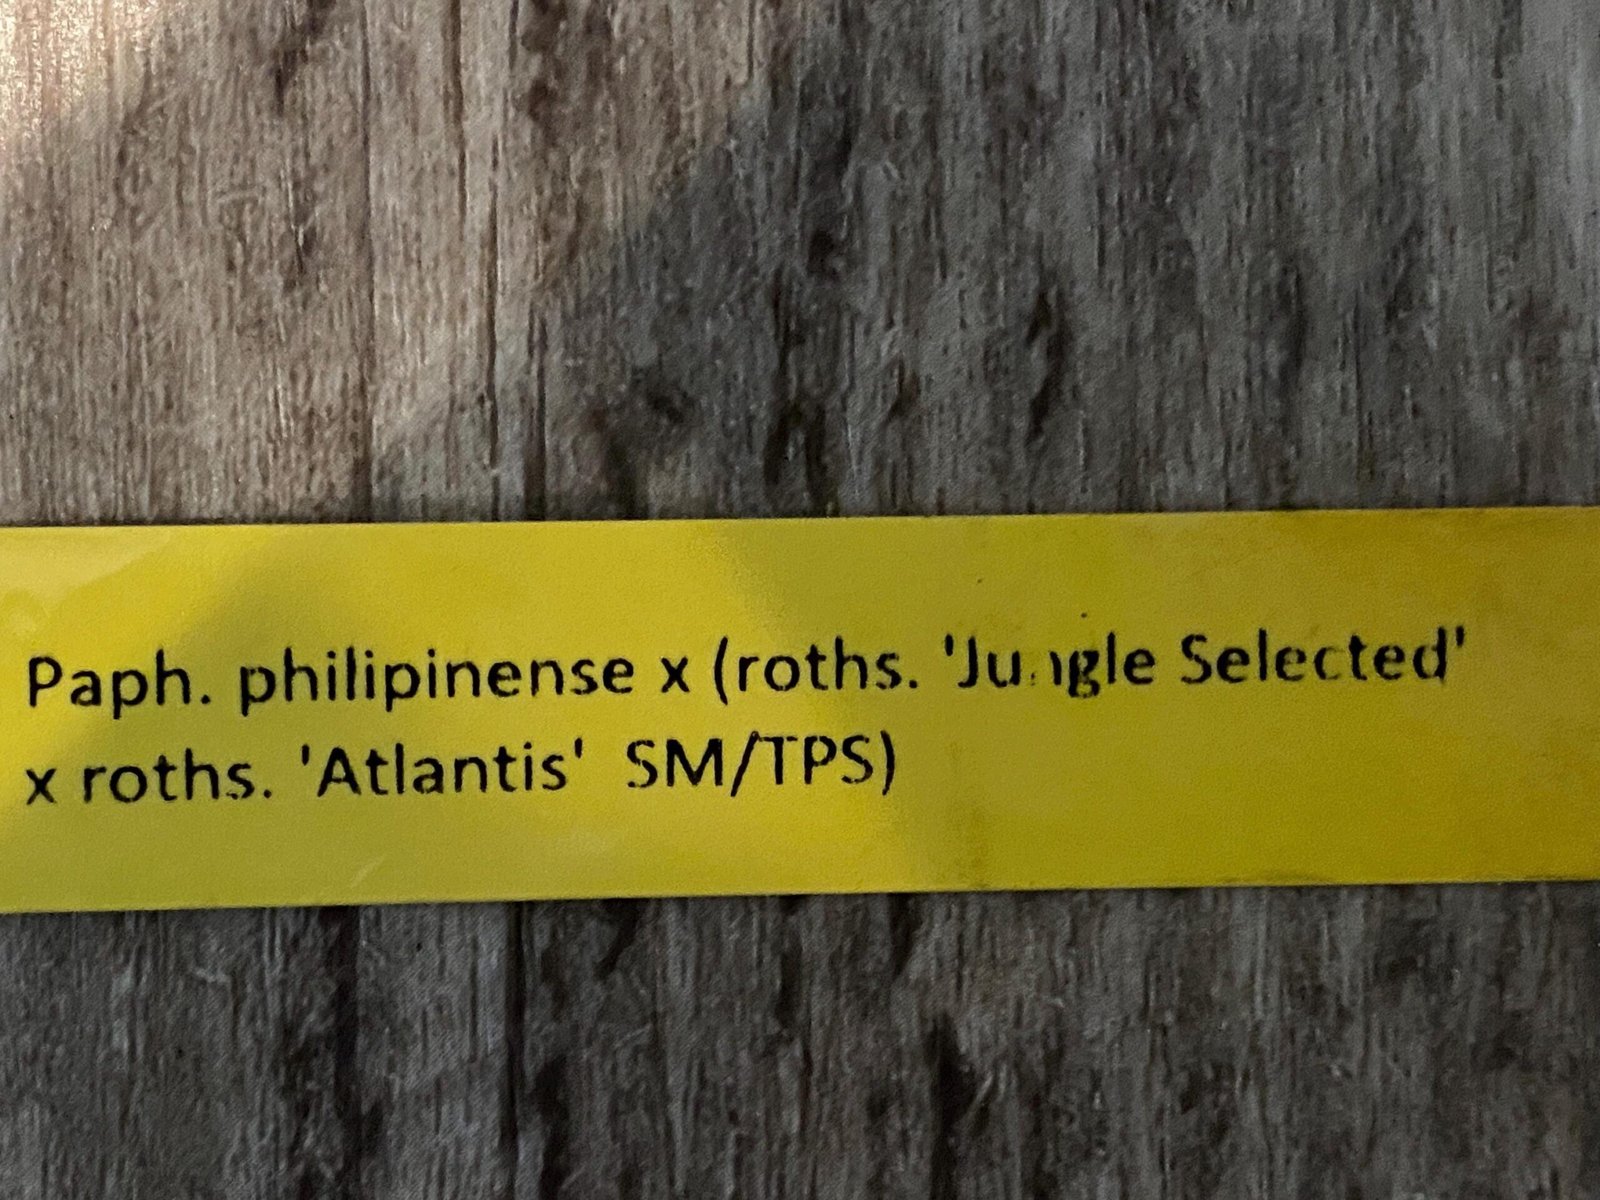 Paph. philipinense x (roths. 'Jungle Selected'
x roths. 'Atlantis' SM/TPS)